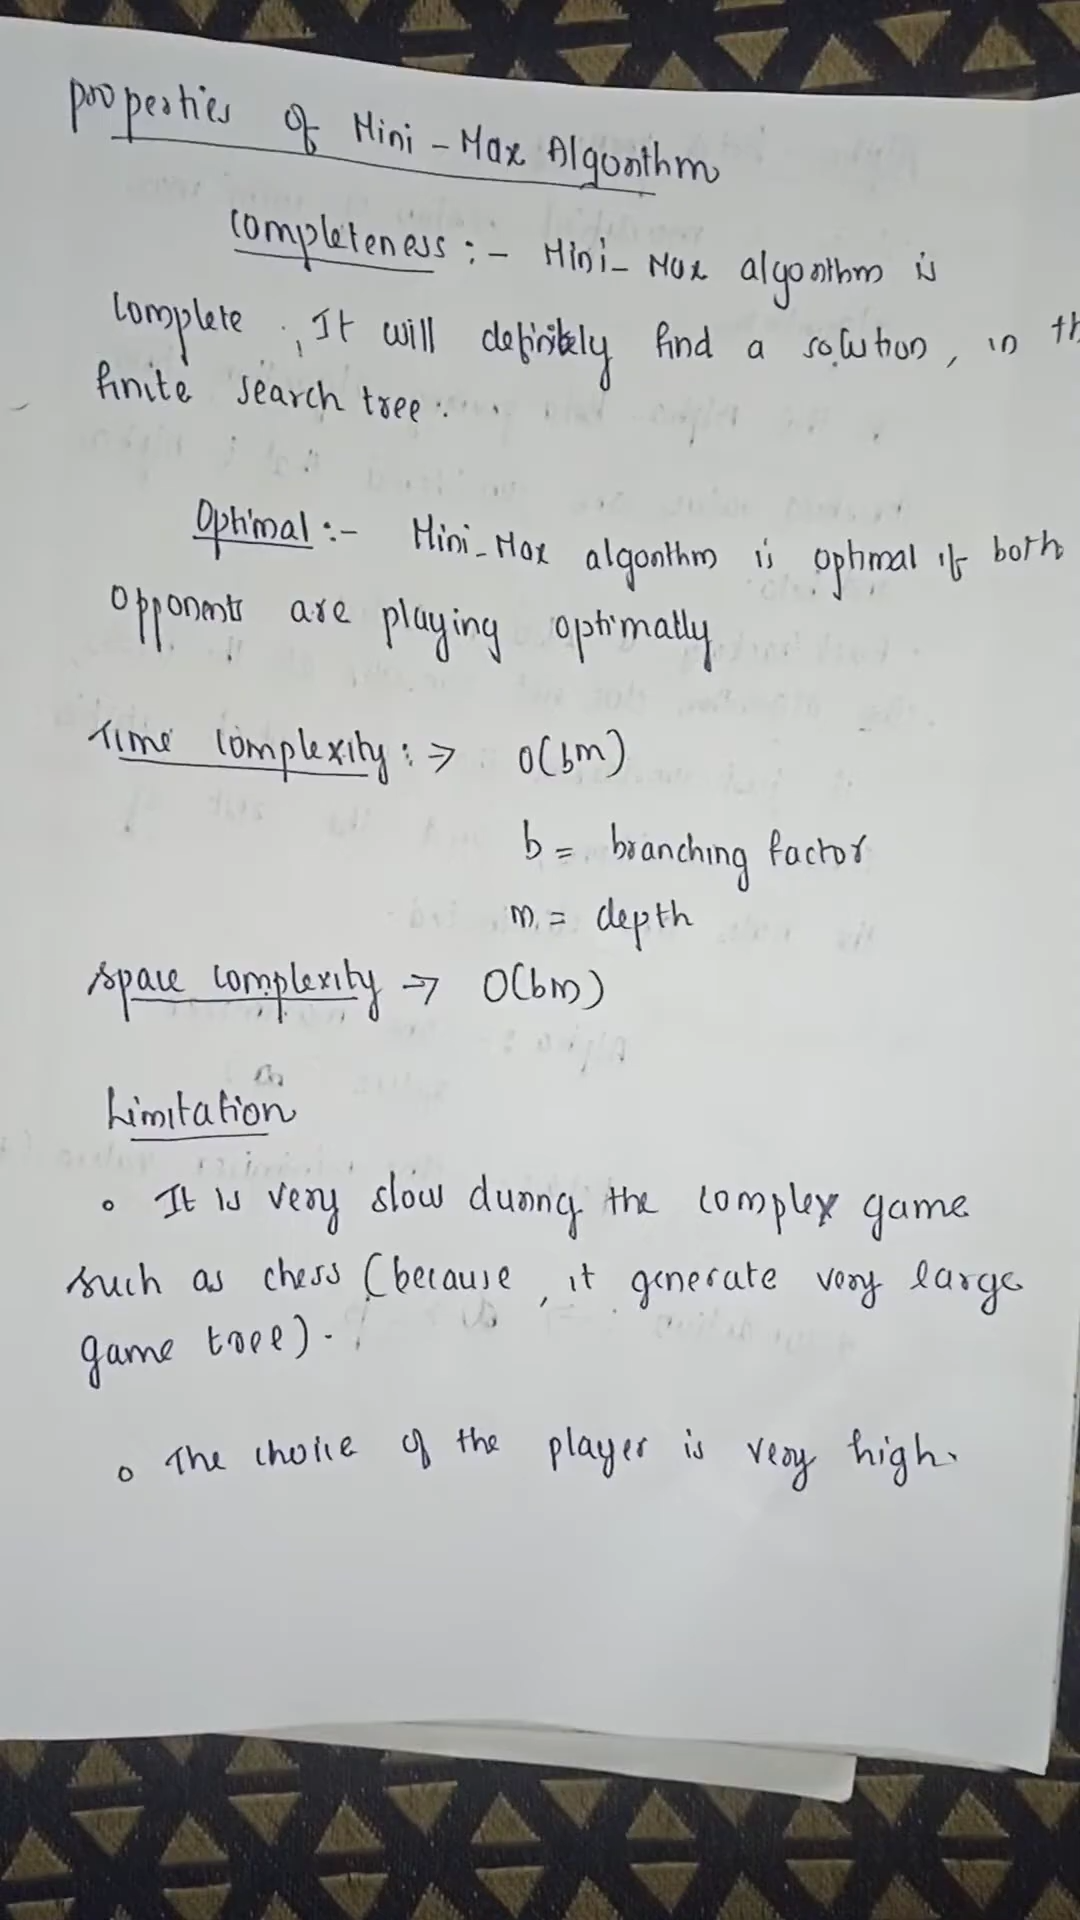 properties of Mini - Max Algorithm
Completeness :- Mini - Max algorithm is
complete , It will definitely find a solution , in th
finite search tree .
Optimal :- Mini - Max algorithm is optimal if both
opponents are playing optimally
Time complexity : → O(bm)
b = branching factor
m = depth
space complexity → O(bm)
Limitation
o It is very slow during the complex game
such as chess (because , it generate very large
game tree) .
o The choice of the player is very high .